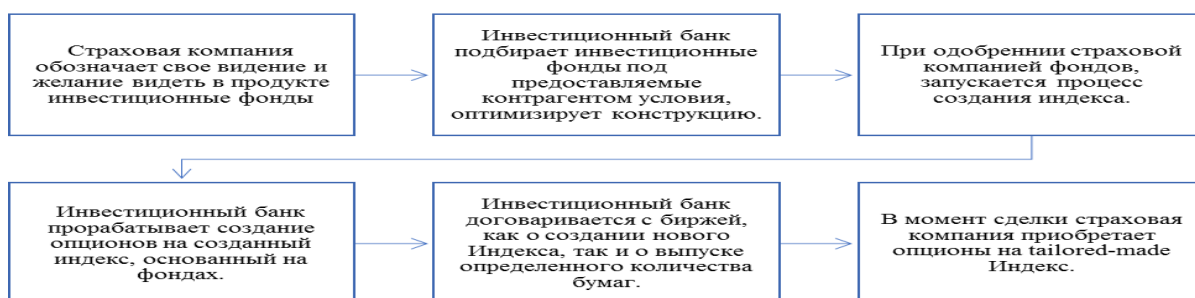 Страховая компания
обозначает свое видение и
желание видеть в продукте
инвестиционные фонды
Инвестиционный банк
подбирает инвестиционные
фонды под
предоставляемые
контрагентом условия,
оптимизирует конструкцию.
При одобреннии страховой
компанией фондов,
запускается процесс
создания индекса.
Инвестиционный банк
прорабатывает создание
опционов на созданный
индекс, основанный на
фондах.
Инвестиционный банк
договаривается с биржей,
как о создании нового
Индекса, так и о выпуске
определенного количества
бумаг.
В момент сделки страховая
компания приобретает
опционы на tailored-made
Индекс.